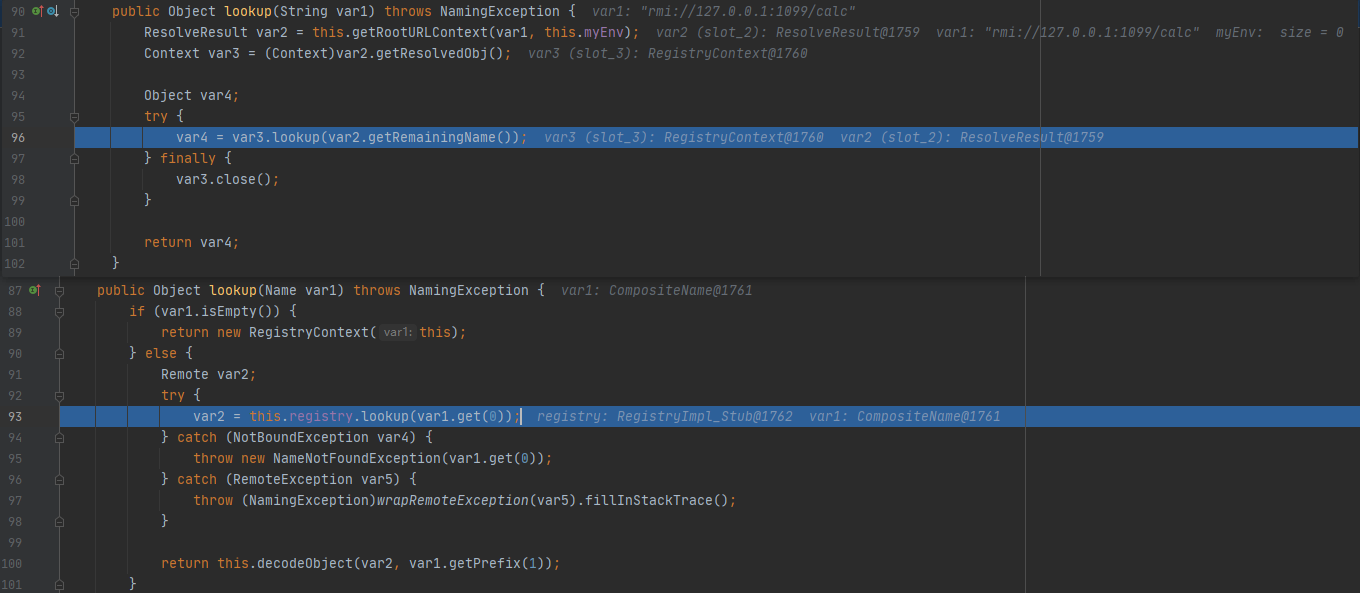 90 public Object lookup(String var1) throws NamingException { var1: "rmi://127.0.0.1:1099/calc"
91 ResolveResult var2 = this.getRootURLContext(var1, this.myEnv); var2 (slot_2): ResolveResult@1759 var1: "rmi://127.0.0.1:1099/calc" myEnv: size = 0
92 Context var3 = (Context)var2.getResolvedObj(); var3 (slot_3): RegistryContext@1760
93
94 Object var4;
95 try {
96 var4 = var3.lookup(var2.getRemainingName()); var3 (slot_3): RegistryContext@1760 var2 (slot_2): ResolveResult@1759
97 } finally {
98 var3.close();
99 }
100
101 return var4;
102 }
87 public Object lookup(Name var1) throws NamingException { var1: CompositeName@1761
88 if (var1.isEmpty()) {
89 return new RegistryContext( var1: this);
90 } else {
91 Remote var2;
92 try {
93 var2 = this.registry.lookup(var1.get(0)); registry: RegistryImpl_Stub@1762 var1: CompositeName@1761
94 } catch (NotBoundException var4) {
95 throw new NameNotFoundException(var1.get(0));
96 } catch (RemoteException var5) {
97 throw (NamingException)wrapRemoteException(var5).fillInStackTrace();
98 }
99
100 return this.decodeObject(var2, var1.getPrefix(1));
101 }